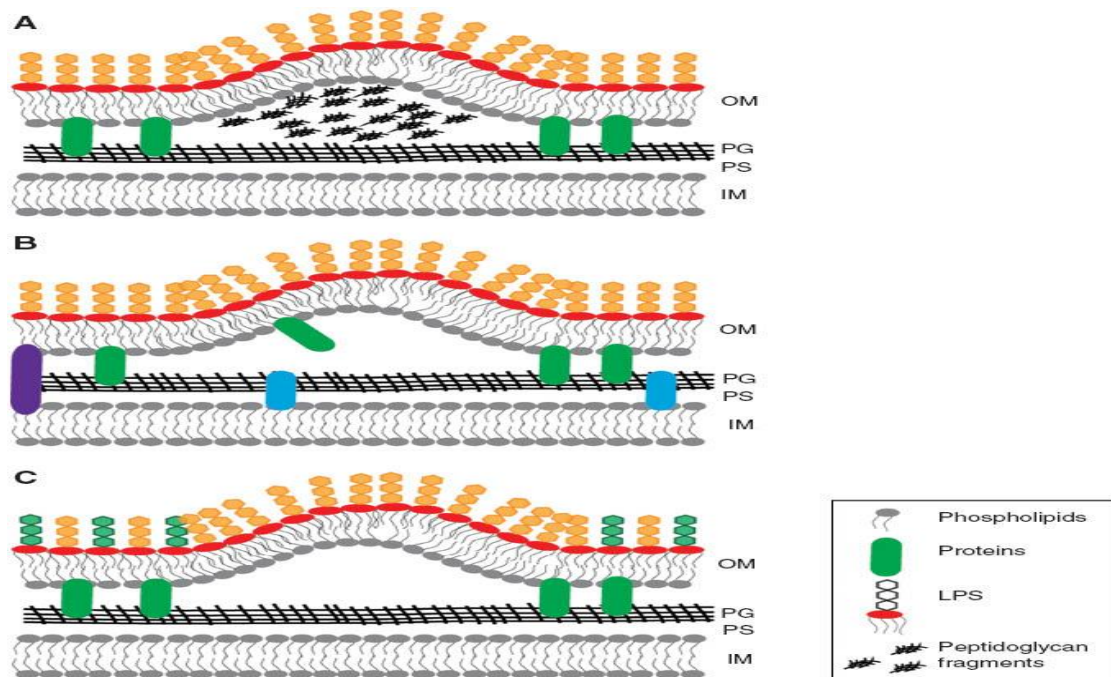 A
OM
PG
PS
IM
B
OM
PG
PS
IM
C
OM
PG
PS
IM
Phospholipids
Proteins
LPS
Peptidoglycan
fragments